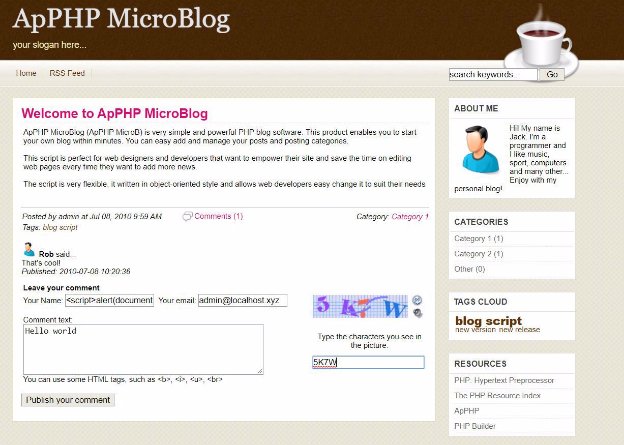 ApPHP MicroBlog
your slogan here...
Home RSS Feed
search keywords Go
Welcome to ApPHP MicroBlog
ApPHP MicroBlog (ApPHP MicroB) is very simple and powerful PHP blog software. This product enables you to start
your own blog within minutes. You can easy add and manage your posts and posting categories.
This script is perfect for web designers and developers that want to empower their site and save the time on editing
web pages every time they want to add more news.
The script is very flexible, it written in object-oriented style and allows web developers easy change it to suit their needs
Posted by admin at Jul 08, 2010 9:59 AM Comments (1) Category: Category 1
Tags: blog script
Rob said...
That's cool!
Published: 2010-07-08 10:20:36
Leave your comment
Your Name: <script>alert(document Your email: admin@localhost.xyz
5 K 7 W
Comment text:
Hello world
Type the characters you see in
the picture.
5K7W
You can use some HTML tags, such as <b>, <i>, <u>, <br>
Publish your comment
ABOUT ME
Hi! My name is
Jack, I'm a
programmer and
I like music,
sport, computers
and many other...
Enjoy with my
personal blog!
CATEGORIES
Category 1 (1)
Category 2 (1)
Other (0)
TAGS CLOUD
blog script
new version new release
RESOURCES
PHP: Hypertext Preprocessor
The PHP Resource Index
ApPHP
PHP Builder